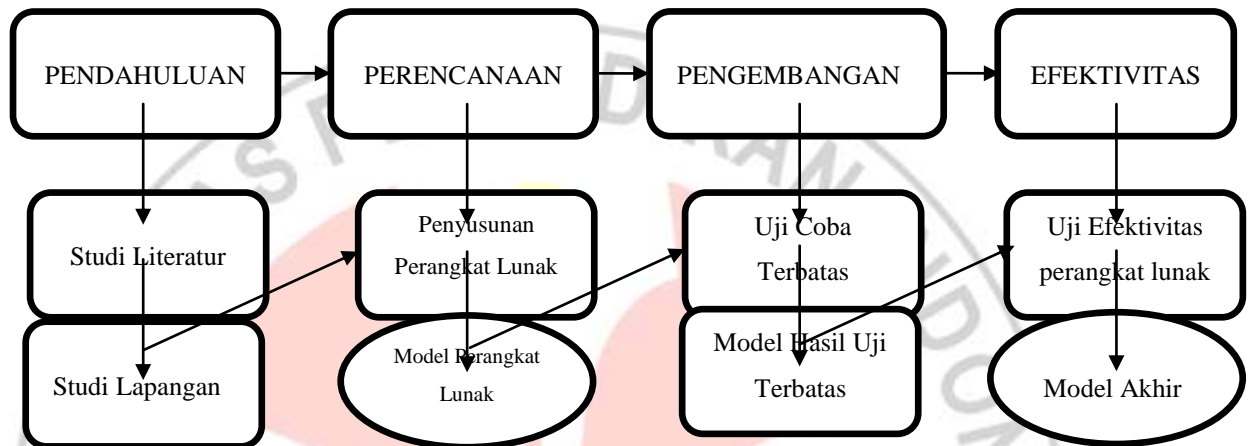 PENDAHULUAN
PERENCANAAN
PENGEMBANGAN
EFEKTIVITAS
Studi Literatur
Penyusunan
Perangkat Lunak
Uji Coba
Terbatas
Uji Efektivitas
perangkat lunak
Studi Lapangan
Model Perangkat
Lunak
Model Hasil Uji
Terbatas
Model Akhir